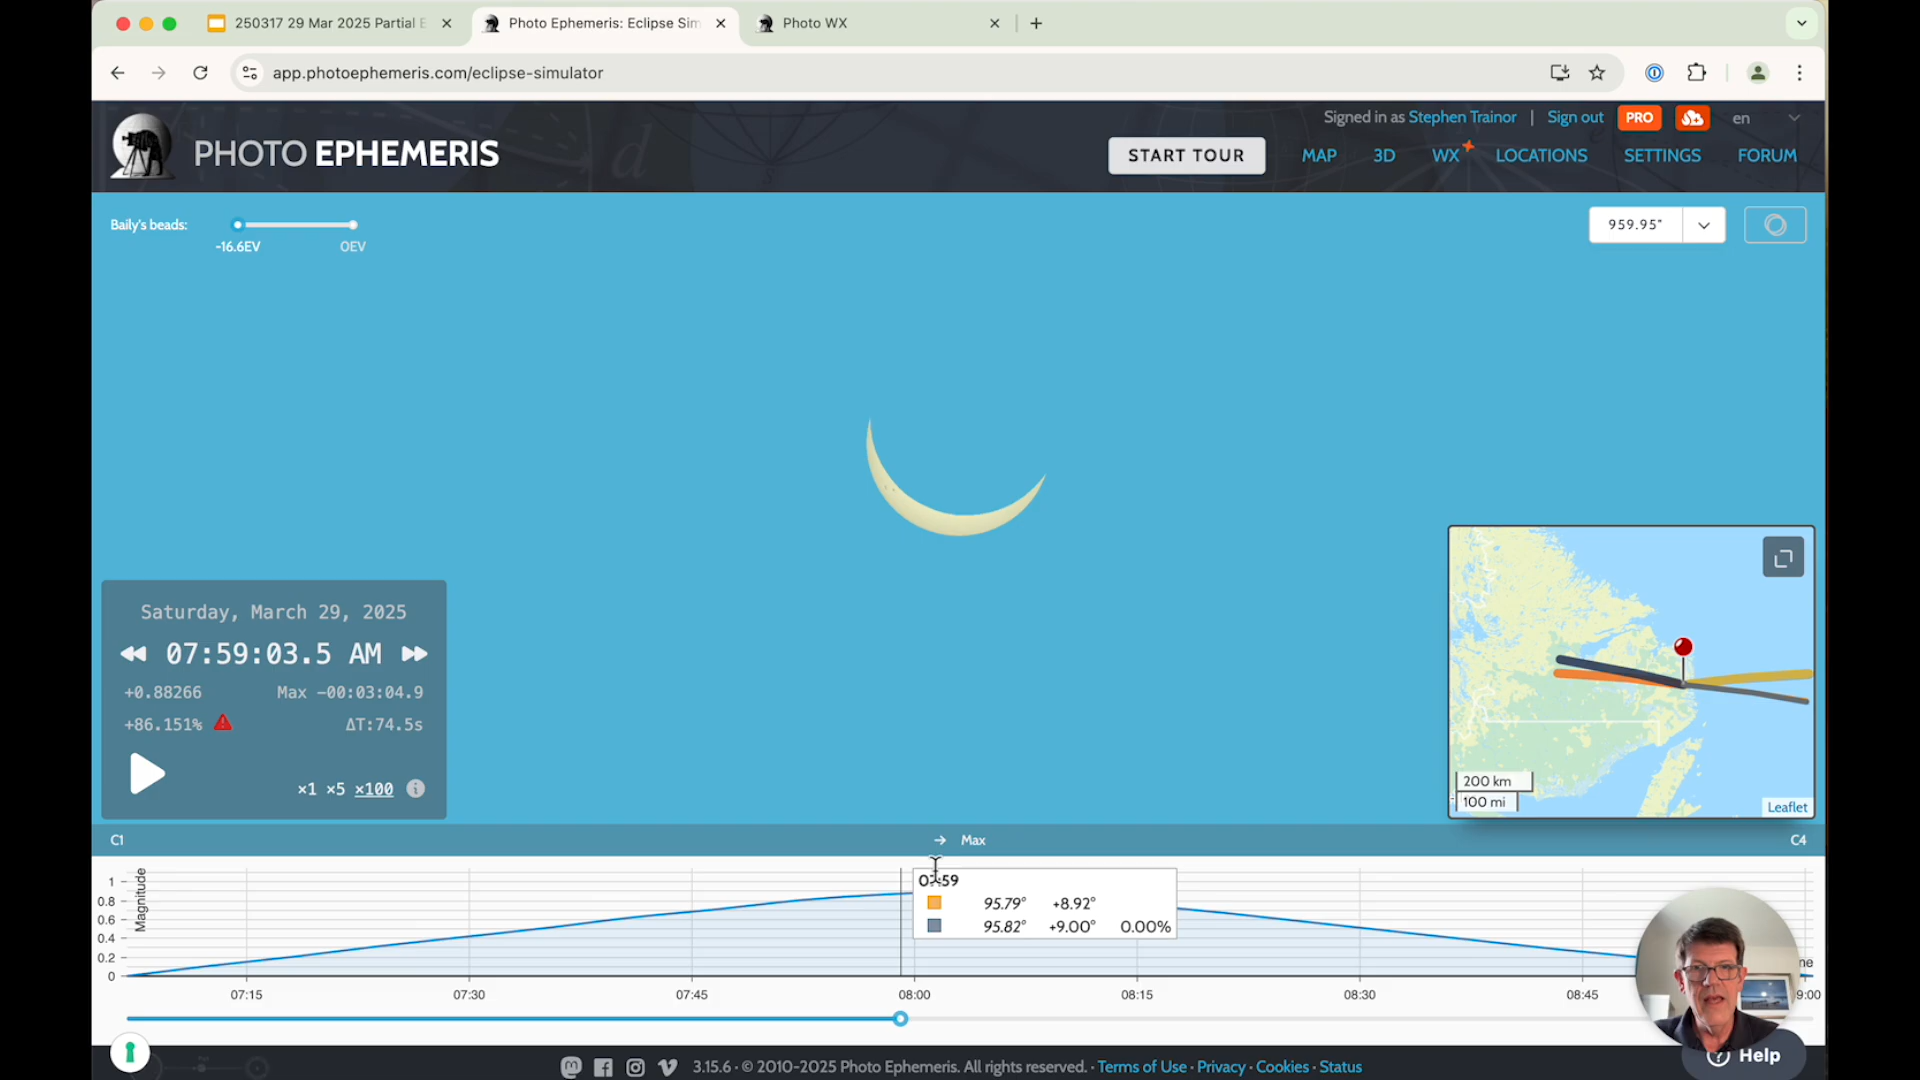 250317 29 Mar 2025 Partial E
Photo Ephemeris: Eclipse Sim
Photo WX
app.photoephemeris.com/eclipse-simulator
Signed in as Stephen Trainor | Sign out PRO en
PHOTO EPHEMERIS
START TOUR MAP 3D WX LOCATIONS SETTINGS FORUM
Baily's beads:
-16.6EV 0EV
959.95"
Saturday, March 29, 2025
07:59:03.5 AM
+0.88266 Max -00:03:04.9
+86.151% ΔT:74.5s
×1 ×5 ×100
200 km
100 mi
Leaflet
C1 → Max C4
Magnitude
1
0.8
0.6
0.4
0.2
0
07:59
95.79° +8.92°
95.82° +9.00° 0.00%
07:15 07:30 07:45 08:00 08:15 08:30 08:45
3.15.6 · © 2010-2025 Photo Ephemeris. All rights reserved. · Terms of Use · Privacy · Cookies · Status
Help